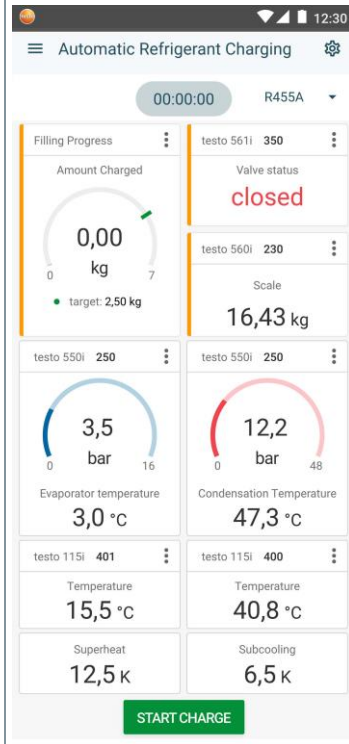 12:30
Automatic Refrigerant Charging
00:00:00 R455A
Filling Progress
Amount Charged
0,00
kg
0 7
target: 2,50 kg
testo 561i 350
Valve status
closed
testo 560i 230
Scale
16,43 kg
testo 550i 250
3,5
bar
0 16
Evaporator temperature
3,0 °C
testo 550i 250
12,2
bar
0 48
Condensation Temperature
47,3 °C
testo 115i 401
Temperature
15,5 °C
testo 115i 400
Temperature
40,8 °C
Superheat
12,5 K
Subcooling
6,5 K
START CHARGE